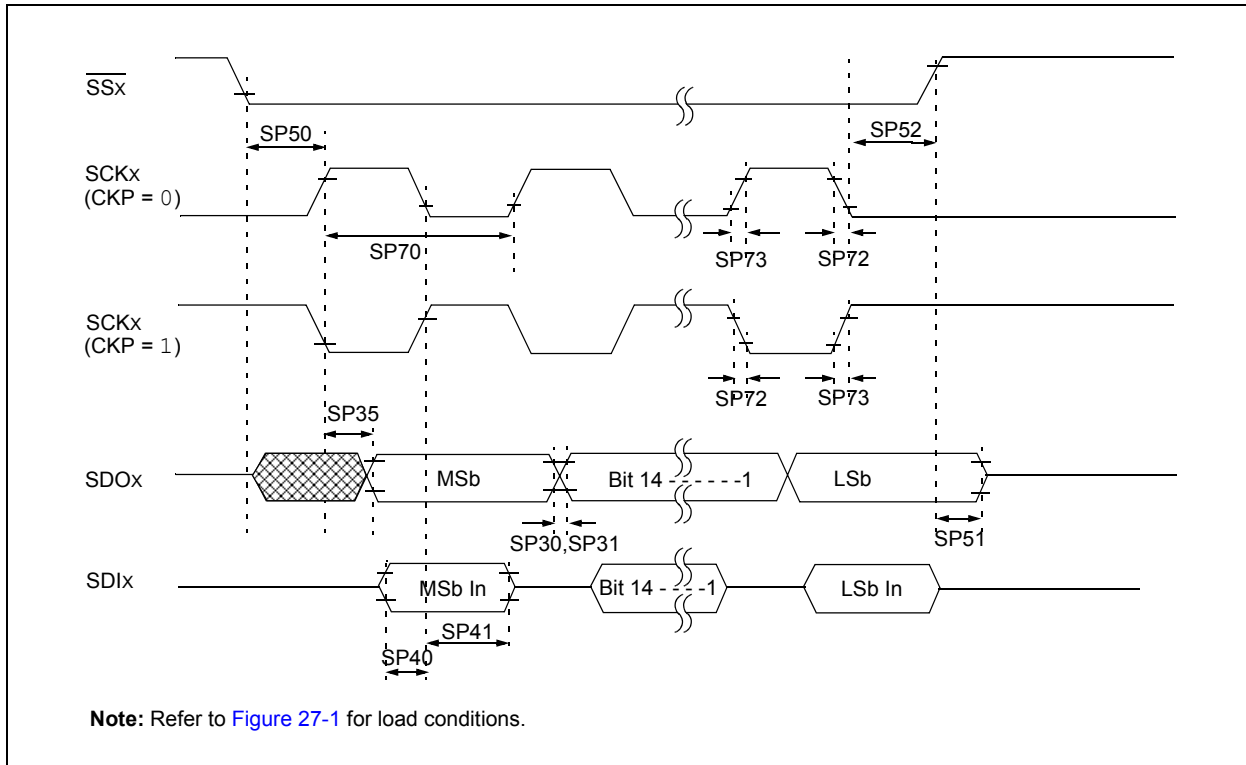 SSx
SP50
SP52
SCKx
(CKP = 0)
SP70
SP73
SP72
SCKx
(CKP = 1)
SP72
SP73
SP35
SDOx
MSb
Bit 14 - - - - - -1
LSb
SP30,SP31
SP51
SDIx
MSb In
Bit 14 - - - -1
LSb In
SP41
SP40
Note: Refer to Figure 27-1 for load conditions.